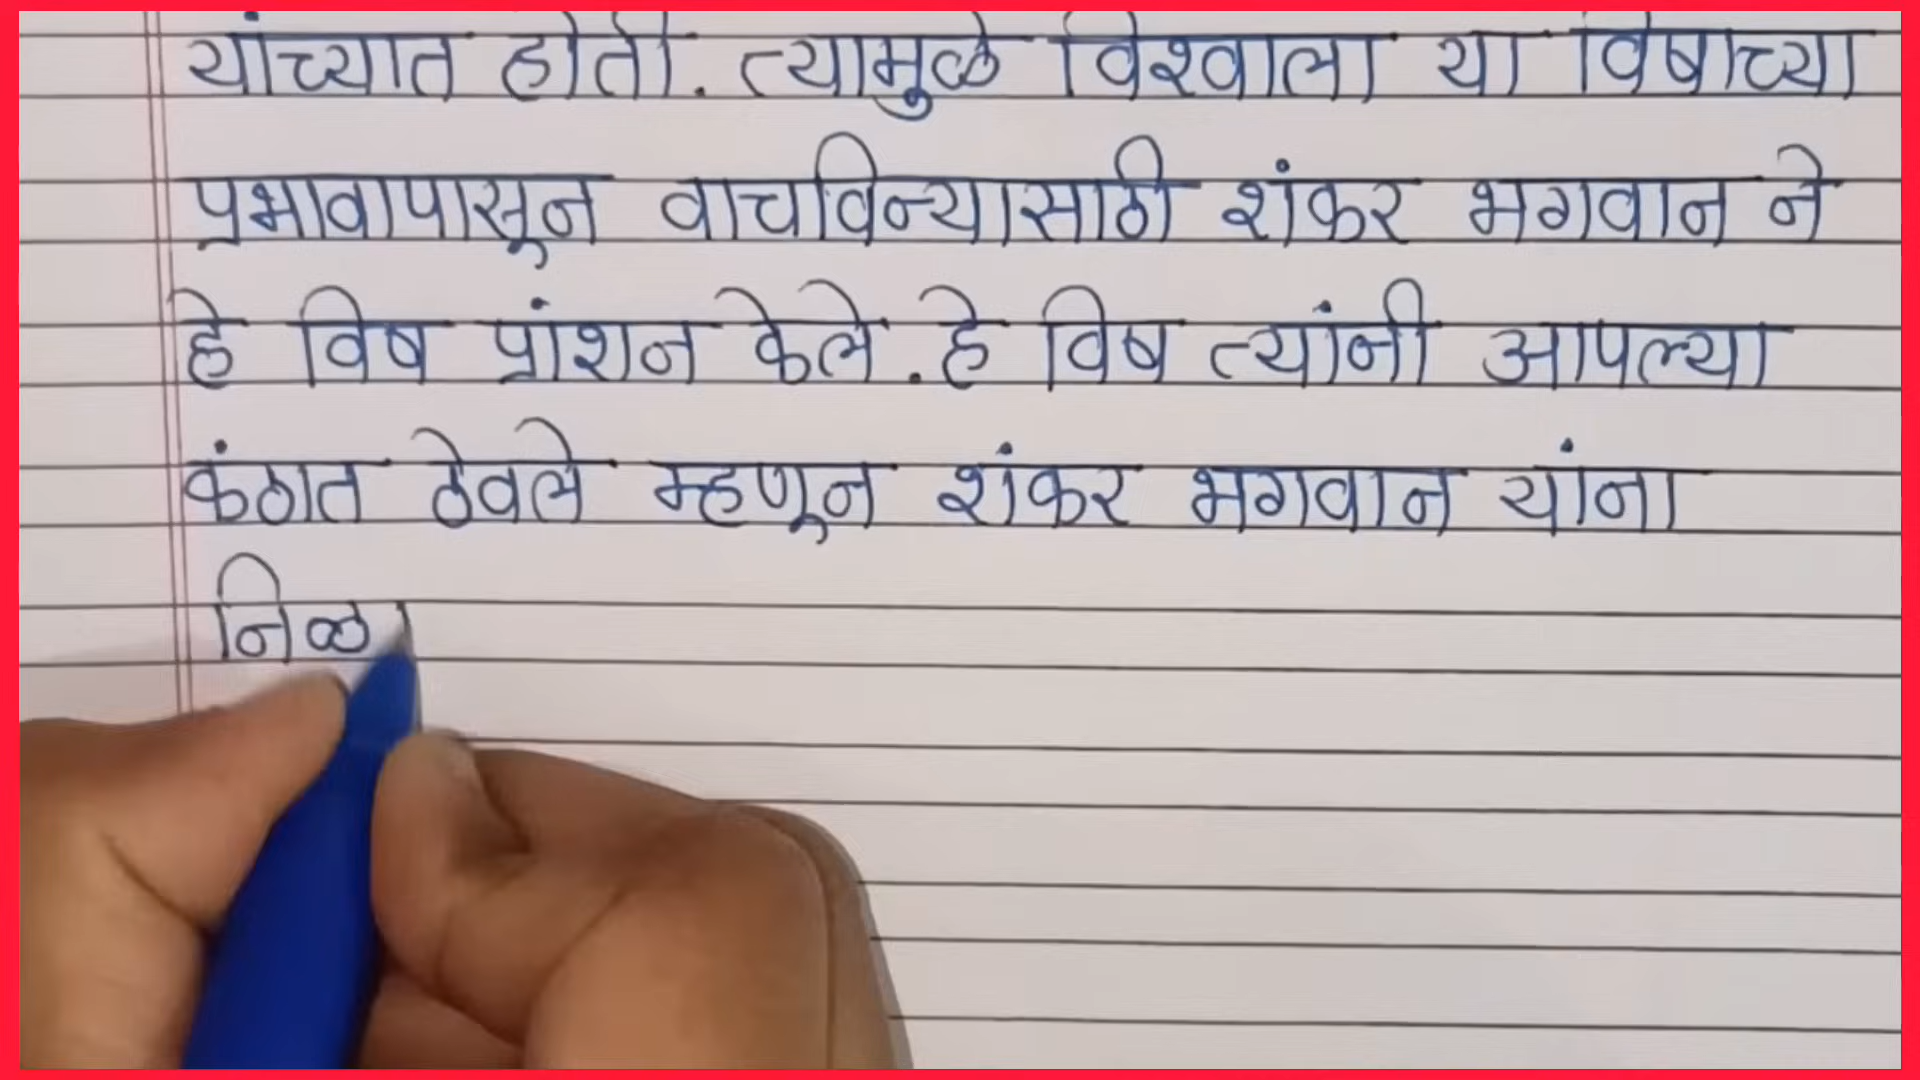 यांच्यात होती. त्यामुळे विश्वाला या विषाच्या
प्रभावापासून वाचविन्यासाठी शंकर भगवान ने
हे विष प्रांशन केले. हे विष त्यांनी आपल्या
कंठात ठेवले म्हणून शंकर भगवान यांना
निळा